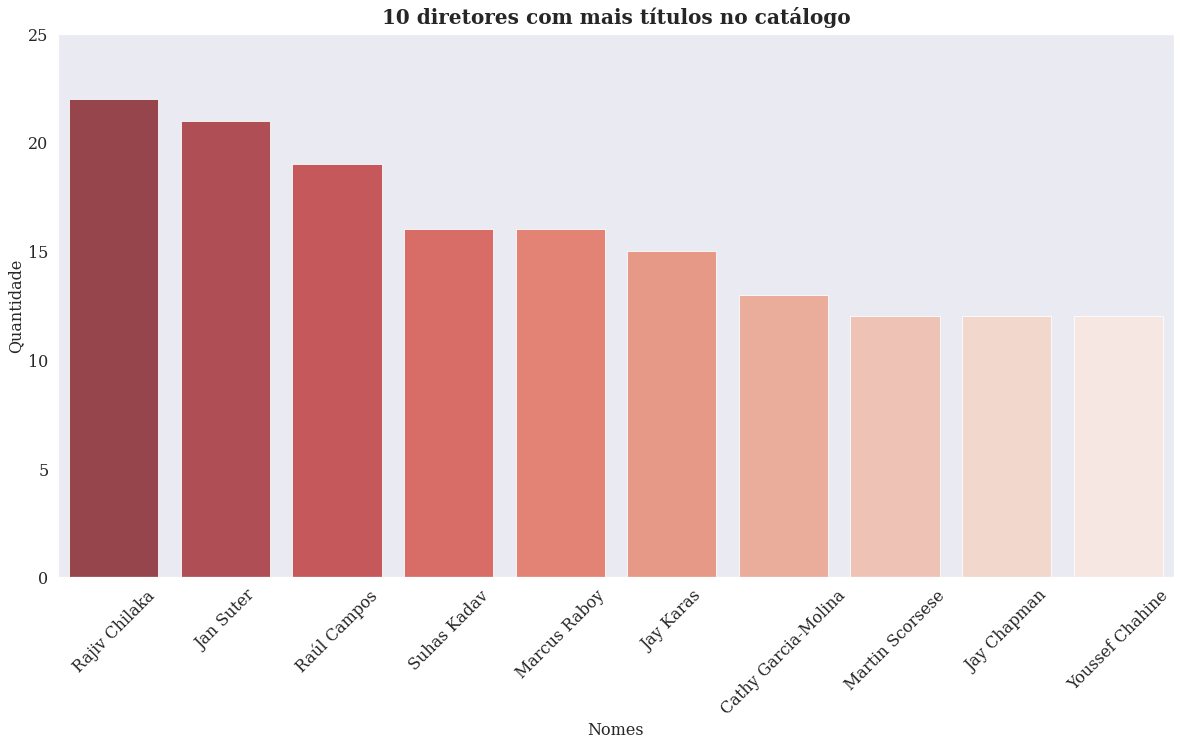 10 diretores com mais títulos no catálogo
Quantidade
25
20
15
10
5
0
Rajiv Chilaka
Jan Suter
Raúl Campos
Suhas Kadav
Marcus Raboy
Jay Karas
Cathy Garcia-Molina
Martin Scorsese
Jay Chapman
Youssef Chahine
Nomes